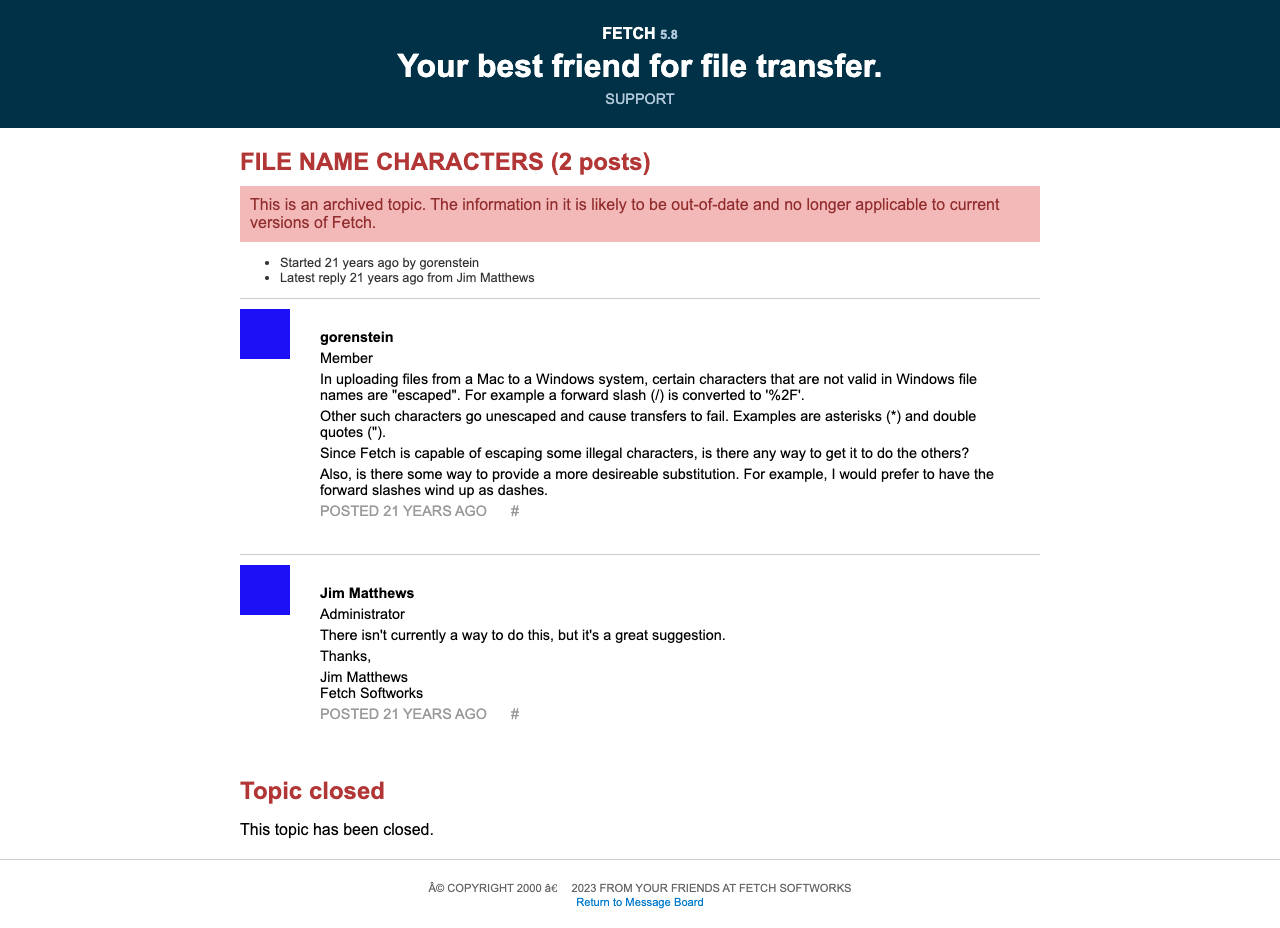 FETCH 5.8
Your best friend for file transfer.
SUPPORT
FILE NAME CHARACTERS (2 posts)
This is an archived topic. The information in it is likely to be out-of-date and no longer applicable to current
versions of Fetch.
• Started 21 years ago by gorenstein
• Latest reply 21 years ago from Jim Matthews
gorenstein
Member
In uploading files from a Mac to a Windows system, certain characters that are not valid in Windows file
names are "escaped". For example a forward slash (/) is converted to '%2F'.
Other such characters go unescaped and cause transfers to fail. Examples are asterisks (*) and double
quotes (").
Since Fetch is capable of escaping some illegal characters, is there any way to get it to do the others?
Also, is there some way to provide a more desireable substitution. For example, I would prefer to have the
forward slashes wind up as dashes.
POSTED 21 YEARS AGO #
Jim Matthews
Administrator
There isn't currently a way to do this, but it's a great suggestion.
Thanks,
Jim Matthews
Fetch Softworks
POSTED 21 YEARS AGO #
Topic closed
This topic has been closed.
Â© COPYRIGHT 2000 â€ 2023 FROM YOUR FRIENDS AT FETCH SOFTWORKS
Return to Message Board